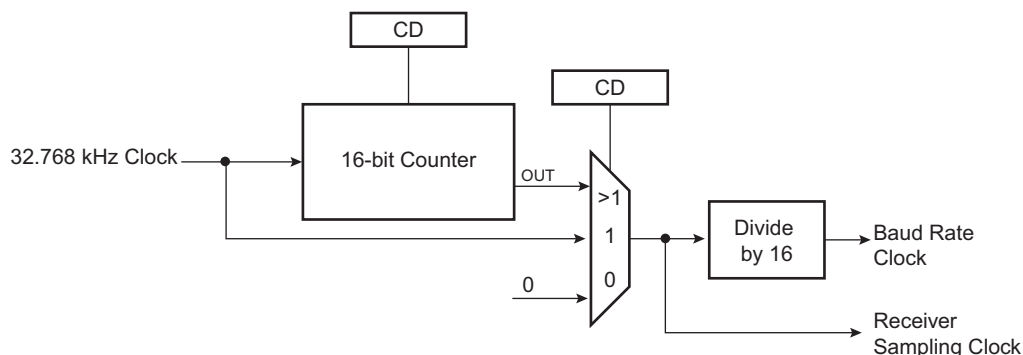 CD
CD
32.768 kHz Clock
16-bit Counter
OUT
>1
1
0
0
Divide
by 16
Baud Rate
Clock
Receiver
Sampling Clock